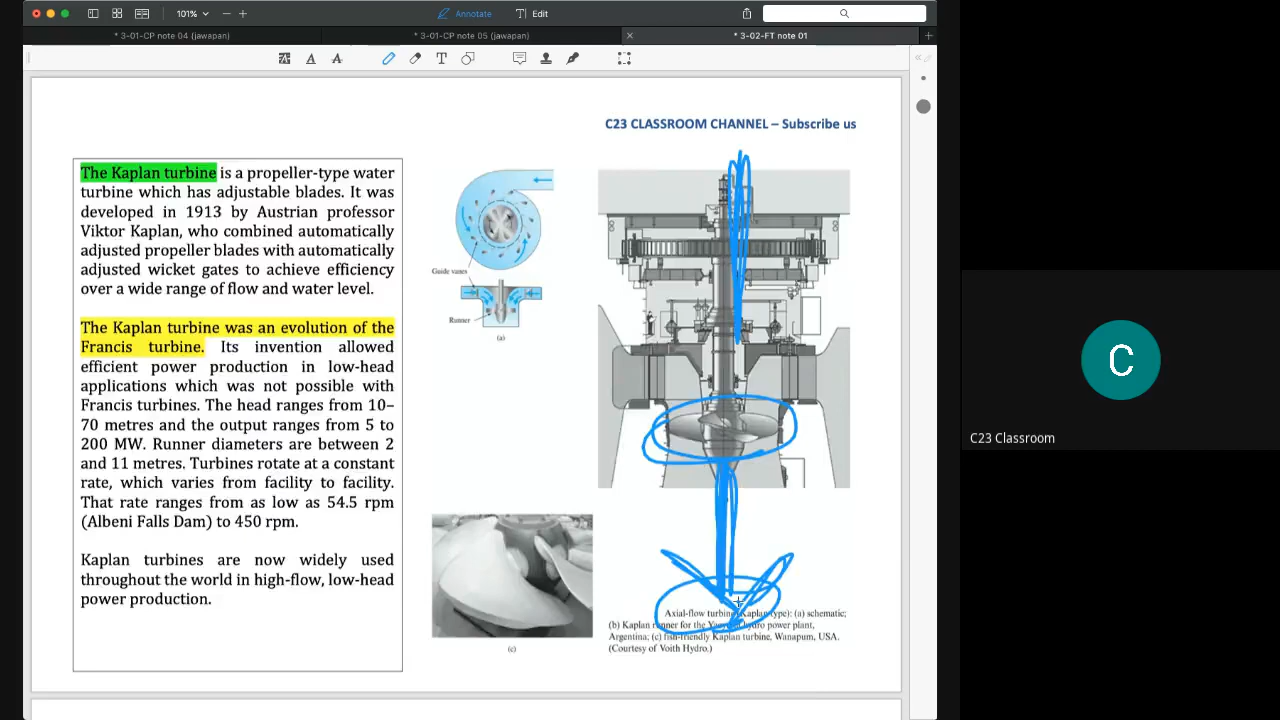 101%
Annotate
Edit
* 3-01-CP note 04 (jawapan)
* 3-01-CP note 05 (jawapan)
* 3-02-FT note 01
C23 CLASSROOM CHANNEL – Subscribe us
The Kaplan turbine is a propeller-type water
turbine which has adjustable blades. It was
developed in 1913 by Austrian professor
Viktor Kaplan, who combined automatically
adjusted propeller blades with automatically
adjusted wicket gates to achieve efficiency
over a wide range of flow and water level.
The Kaplan turbine was an evolution of the
Francis turbine. Its invention allowed
efficient power production in low-head
applications which was not possible with
Francis turbines. The head ranges from 10–
70 metres and the output ranges from 5 to
200 MW. Runner diameters are between 2
and 11 metres. Turbines rotate at a constant
rate, which varies from facility to facility.
That rate ranges from as low as 54.5 rpm
(Albeni Falls Dam) to 450 rpm.
Kaplan turbines are now widely used
throughout the world in high-flow, low-head
power production.
Guide vanes
Runner
(a)
(c)
Axial-flow (Kaplan type): (a) schematic;
(b) Kaplan for the hydro power plant,
Argentina; (c) fish-friendly Kaplan turbine, Wanapum, USA.
(Courtesy of Voith Hydro.)
C
C23 Classroom